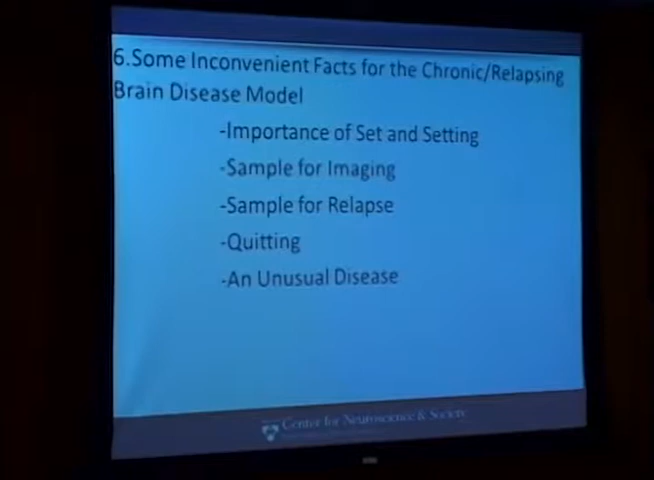 6.Some Inconvenient Facts for the Chronic/Relapsing
Brain Disease Model
-Importance of Set and Setting
-Sample for Imaging
-Sample for Relapse
-Quitting
-An Unusual Disease
Center for Neuroscience & Society